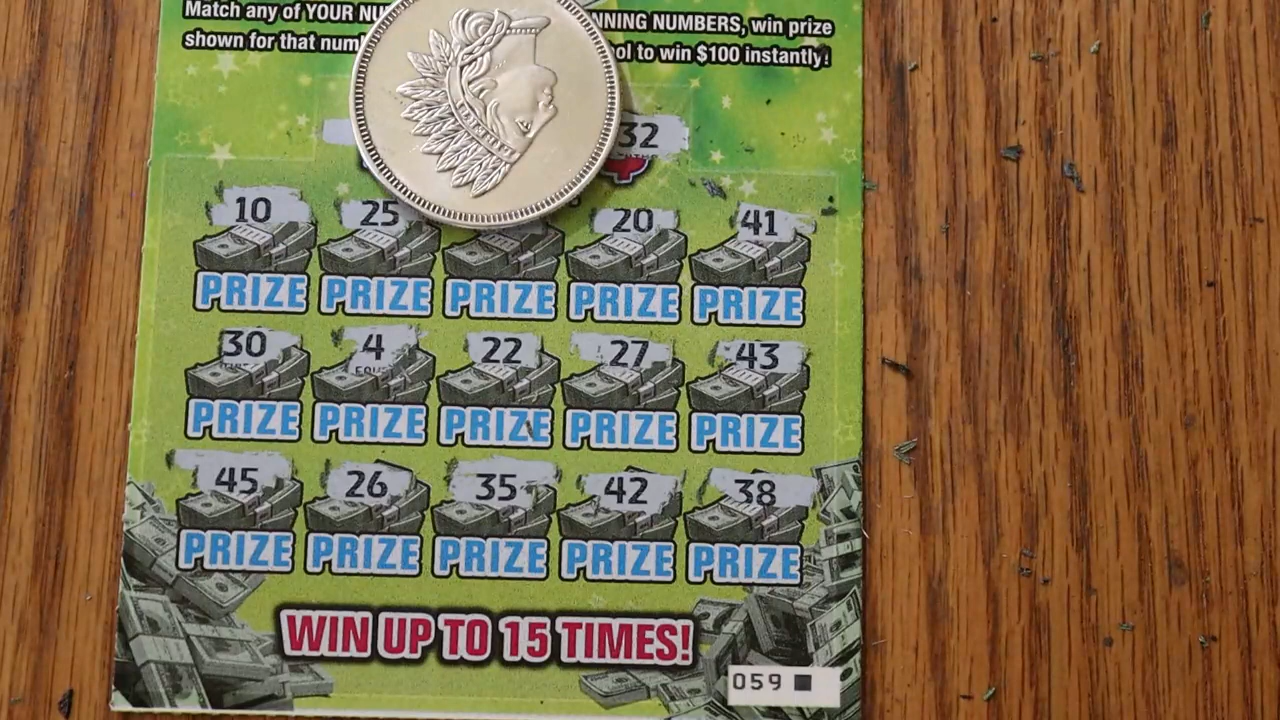 Match any of YOUR NNING NUMBERS, win prize
shown for that ol to win $100 instantly!
32
10 25 20 41
PRIZE PRIZE PRIZE PRIZE PRIZE
30 4 22 27 43
PRIZE PRIZE PRIZE PRIZE PRIZE
45 26 35 42 38
PRIZE PRIZE PRIZE PRIZE PRIZE
WIN UP TO 15 TIMES!
059